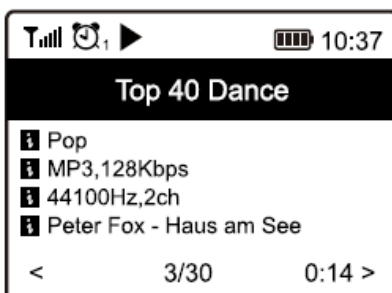 1 10:37
Top 40 Dance
i Pop
i MP3,128Kbps
i 44100Hz,2ch
i Peter Fox - Haus am See
< 3/30 0:14 >